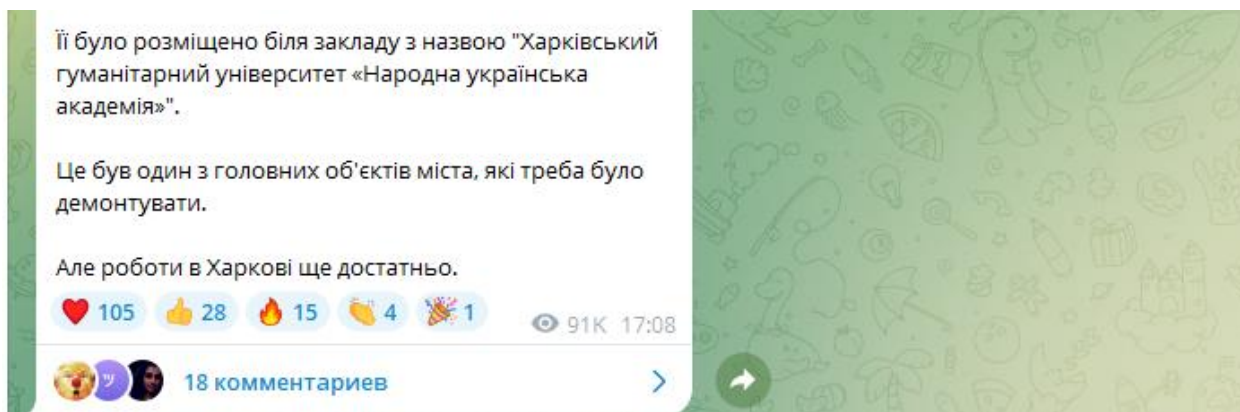 Її було розміщено біля закладу з назвою "Харківський
гуманітарний університет «Народна українська
академія»".
Це був один з головних об'єктів міста, які треба було
демонтувати.
Але роботи в Харкові ще достатньо.
❤️ 105 👍 28 🔥 15 👏 4 🎉 1 91K 17:08
18 комментариев